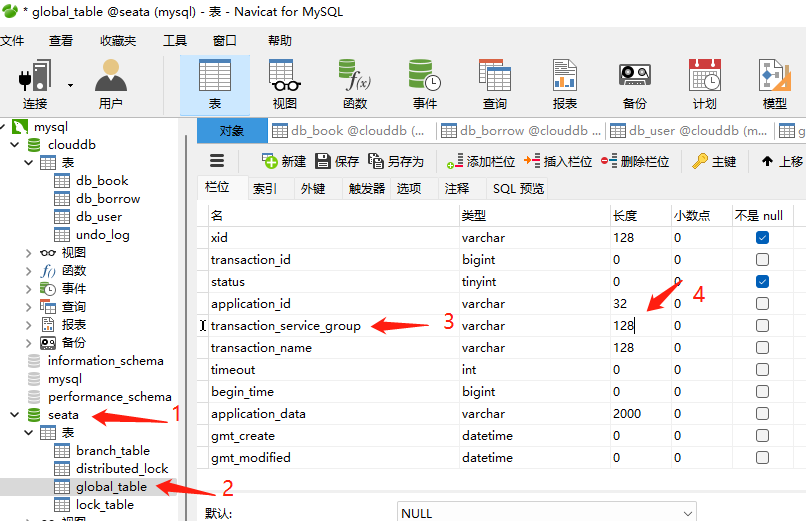 * global_table @seata (mysql) - 表 - Navicat for MySQL
文件 查看 收藏夹 工具 窗口 帮助
连接 用户 表 视图 函数 事件 查询 报表 备份 计划 模型
mysql
clouddb
表
db_book
db_borrow
db_user
undo_log
视图
函数
事件
查询
报表
备份
information_schema
mysql
performance_schema
seata
表
branch_table
distributed_lock
global_table
lock_table
对象 db_book @clouddb (... db_borrow @clouddb ... db_user @clouddb (m...
新建 保存 另存为 添加栏位 插入栏位 删除栏位 主键 上移
栏位 索引 外键 触发器 选项 注释 SQL 预览
名 类型 长度 小数点 不是 null
xid varchar 128 0
transaction_id bigint 0 0
status tinyint 0 0
application_id varchar 32 0
transaction_service_group varchar 128 0
transaction_name varchar 128 0
timeout int 0 0
begin_time bigint 0 0
application_data varchar 2000 0
gmt_create datetime 0 0
gmt_modified datetime 0 0
默认: NULL
1
2
3
4